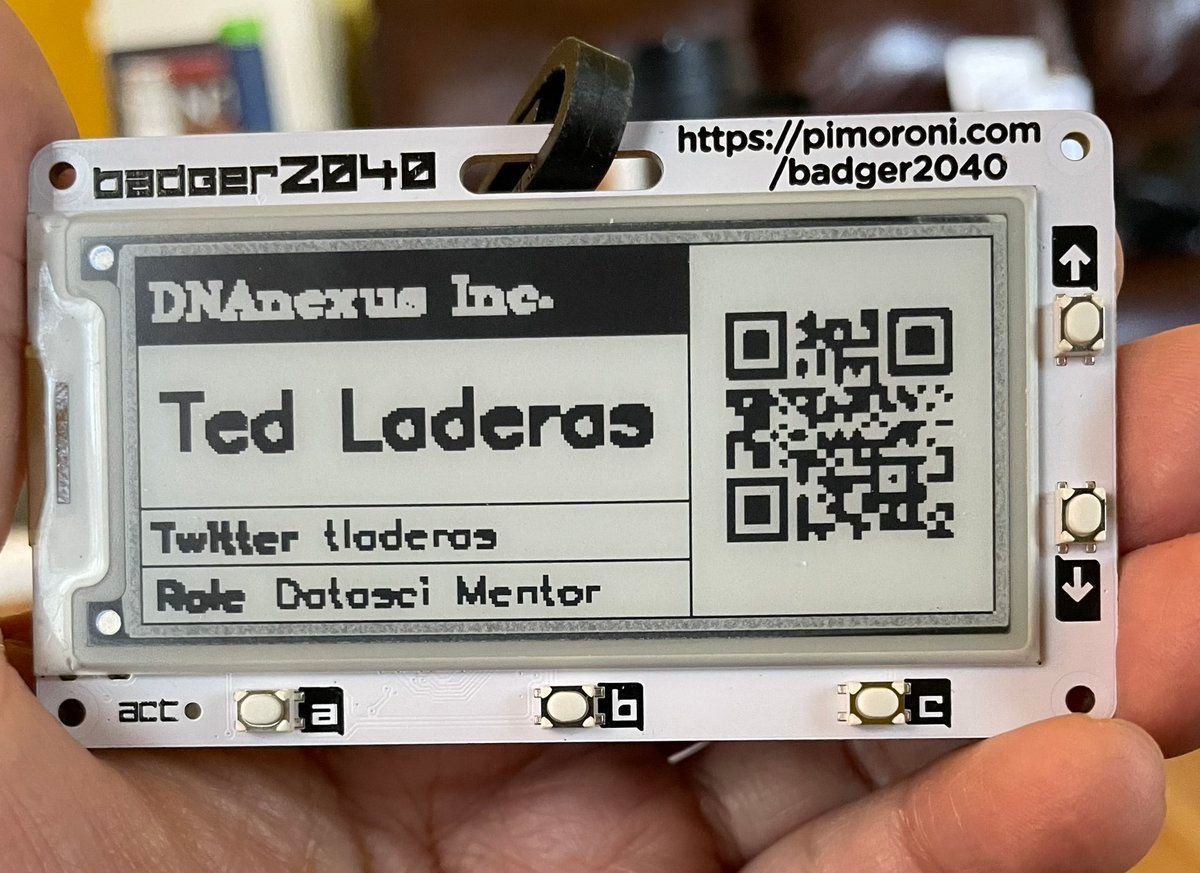 badger2040
https://pimoroni.com
/badger2040
DNAnexus Inc.
Ted Laderas
Twitter tladeras
Role Datasci Mentor
act
a
b
c